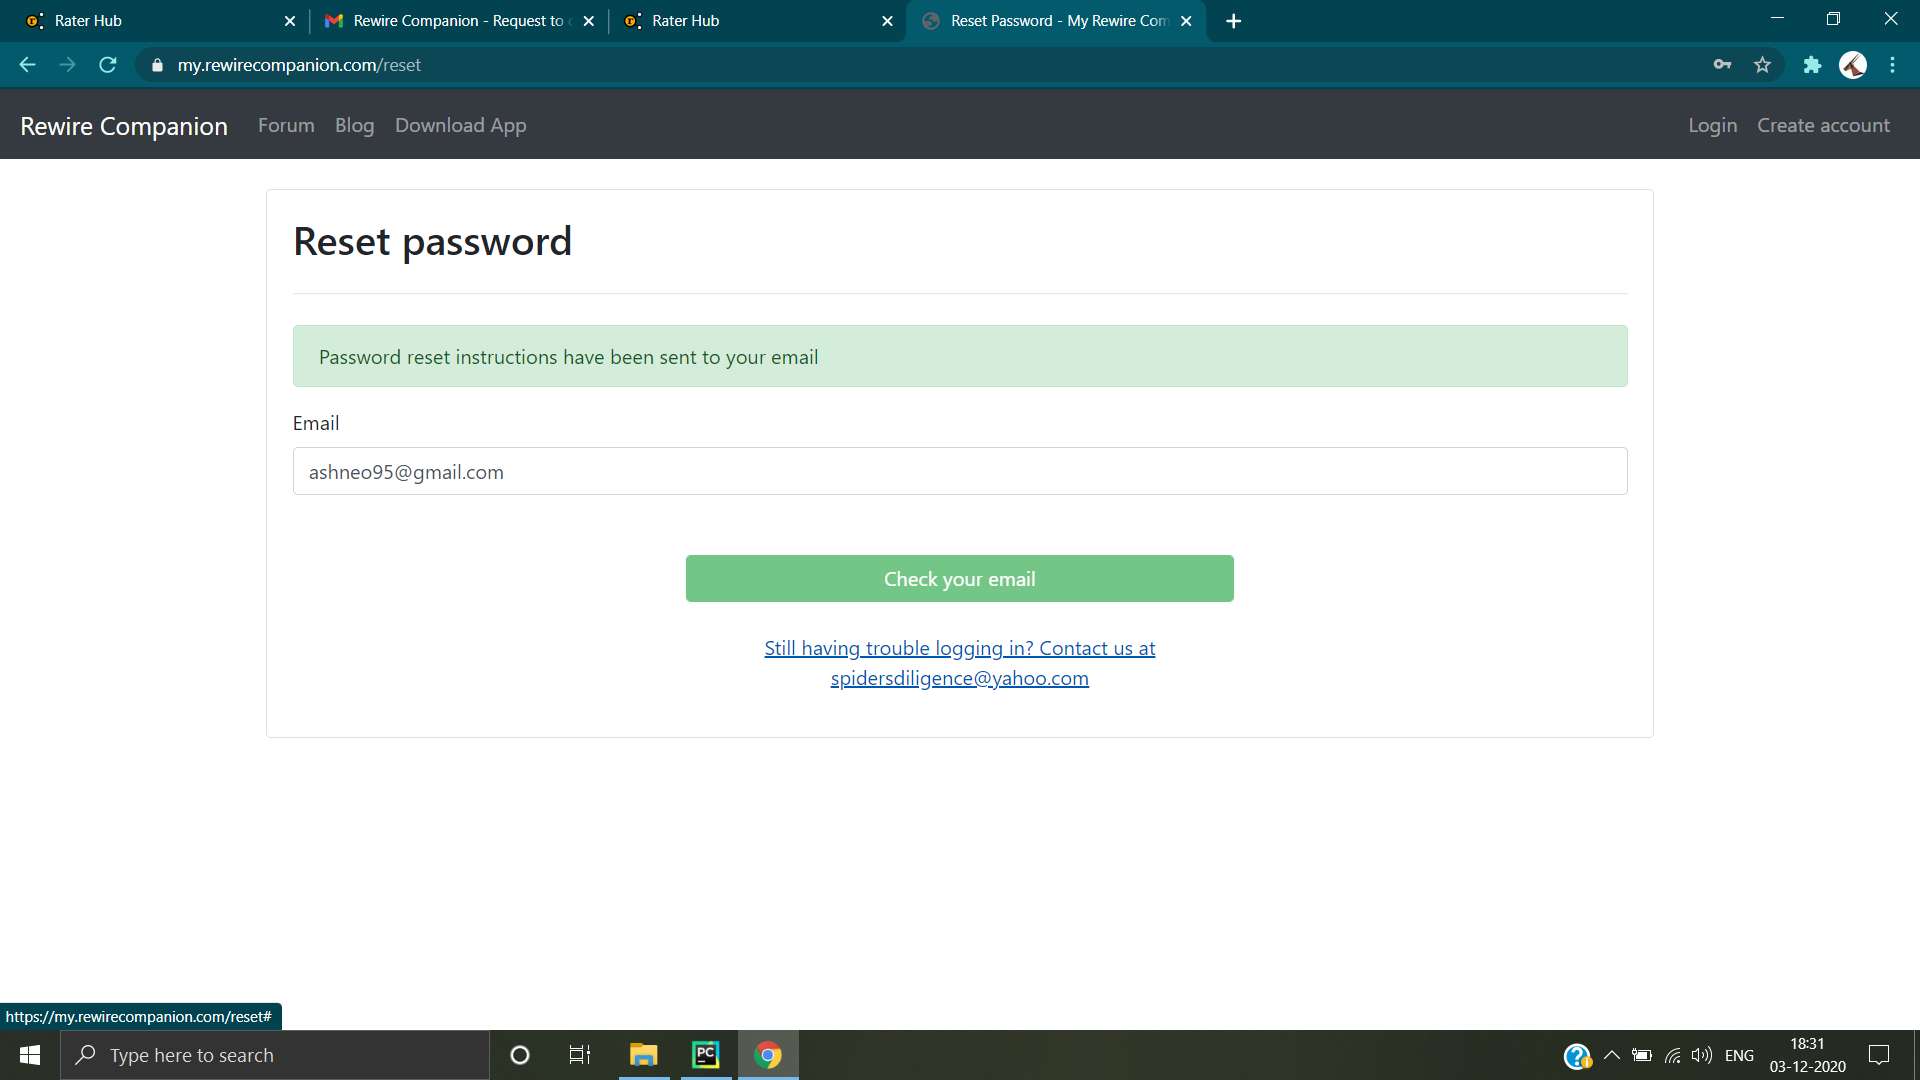 Rater Hub
Rewire Companion - Request to
Rater Hub
Reset Password - My Rewire Com
my.rewirecompanion.com/reset
Rewire Companion
Forum
Blog
Download App
Login
Create account
Reset password
Password reset instructions have been sent to your email
Email
ashneo95@gmail.com
Check your email
Still having trouble logging in? Contact us at
spidersdiligence@yahoo.com
https://my.rewirecompanion.com/reset#
Type here to search
PC
ENG
18:31
03-12-2020